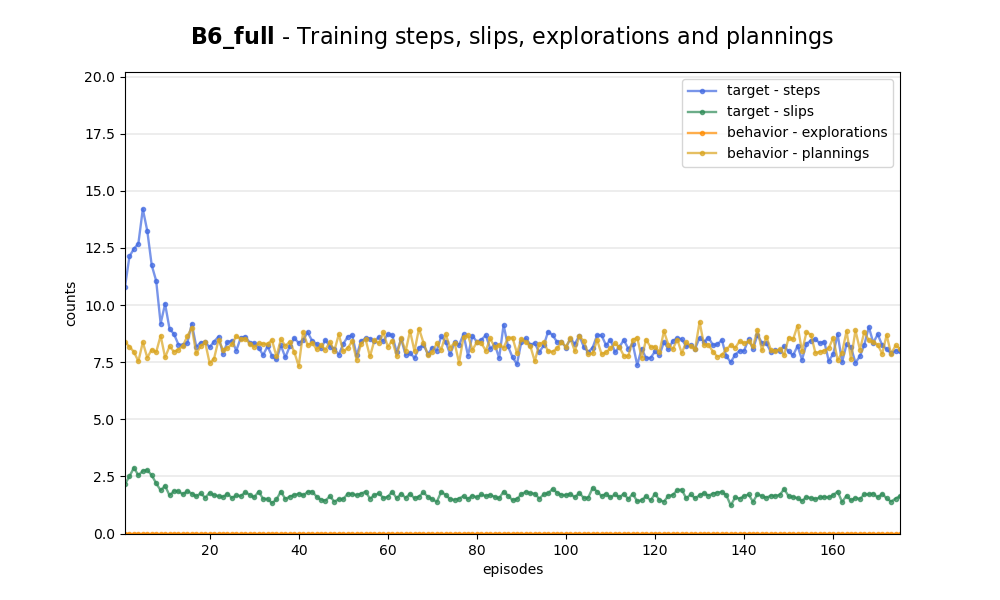 B6_full - Training steps, slips, explorations and plannings
20.0
17.5
15.0
12.5
10.0
7.5
5.0
2.5
0.0
counts
target - steps
target - slips
behavior - explorations
behavior - plannings
20
40
60
80
100
120
140
160
episodes